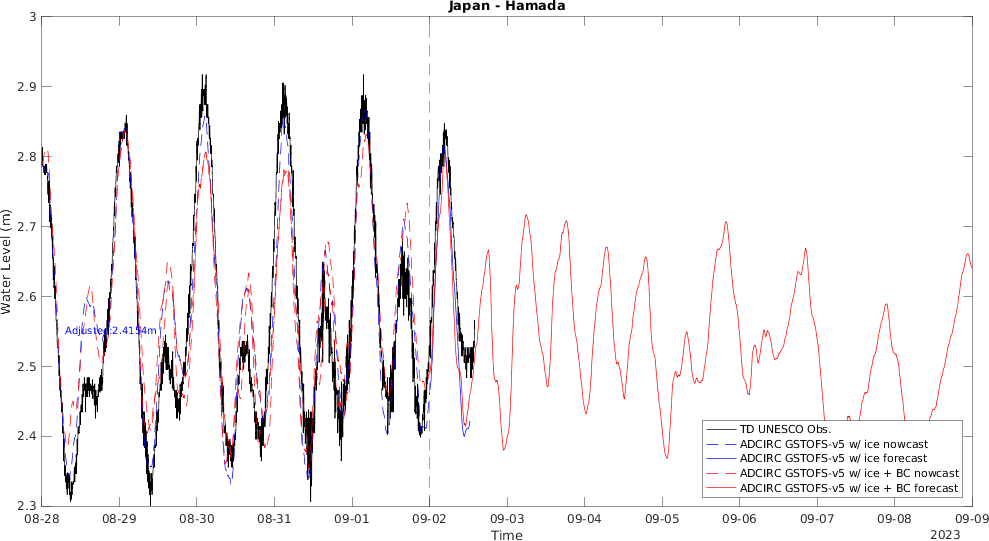 Japan - Hamada
3
2.9
2.8
2.7
2.6
2.5
2.4
2.3
Water Level (m)
Adjusted:2.4154m
TD UNESCO Obs.
ADCIRC GSTOFS-v5 w/ ice nowcast
ADCIRC GSTOFS-v5 w/ ice forecast
ADCIRC GSTOFS-v5 w/ ice + BC nowcast
ADCIRC GSTOFS-v5 w/ ice + BC forecast
08-28 08-29 08-30 08-31 09-01 09-02 09-03 09-04 09-05 09-06 09-07 09-08 09-09
Time
2023